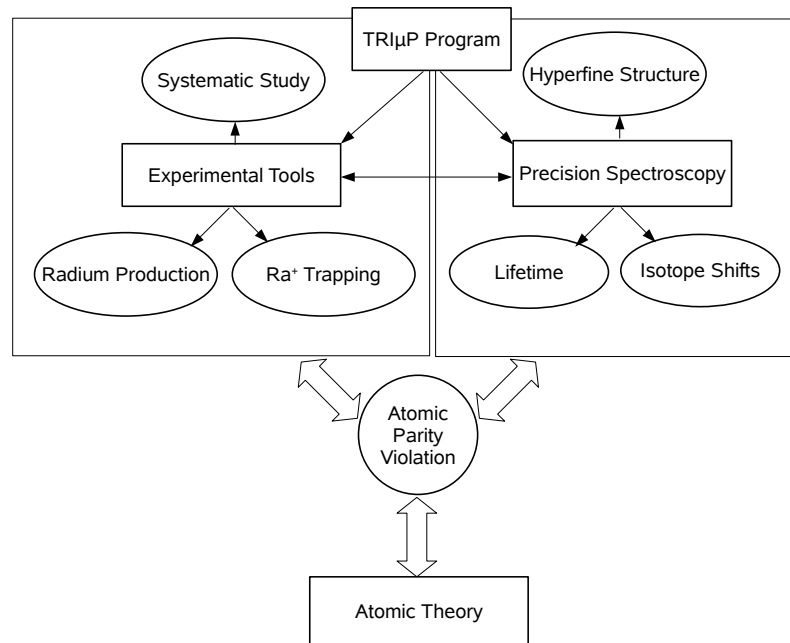 TRIμP Program
Systematic Study
Hyperfine Structure
Experimental Tools
Precision Spectroscopy
Radium Production
Ra⁺ Trapping
Lifetime
Isotope Shifts
Atomic
Parity
Violation
Atomic Theory